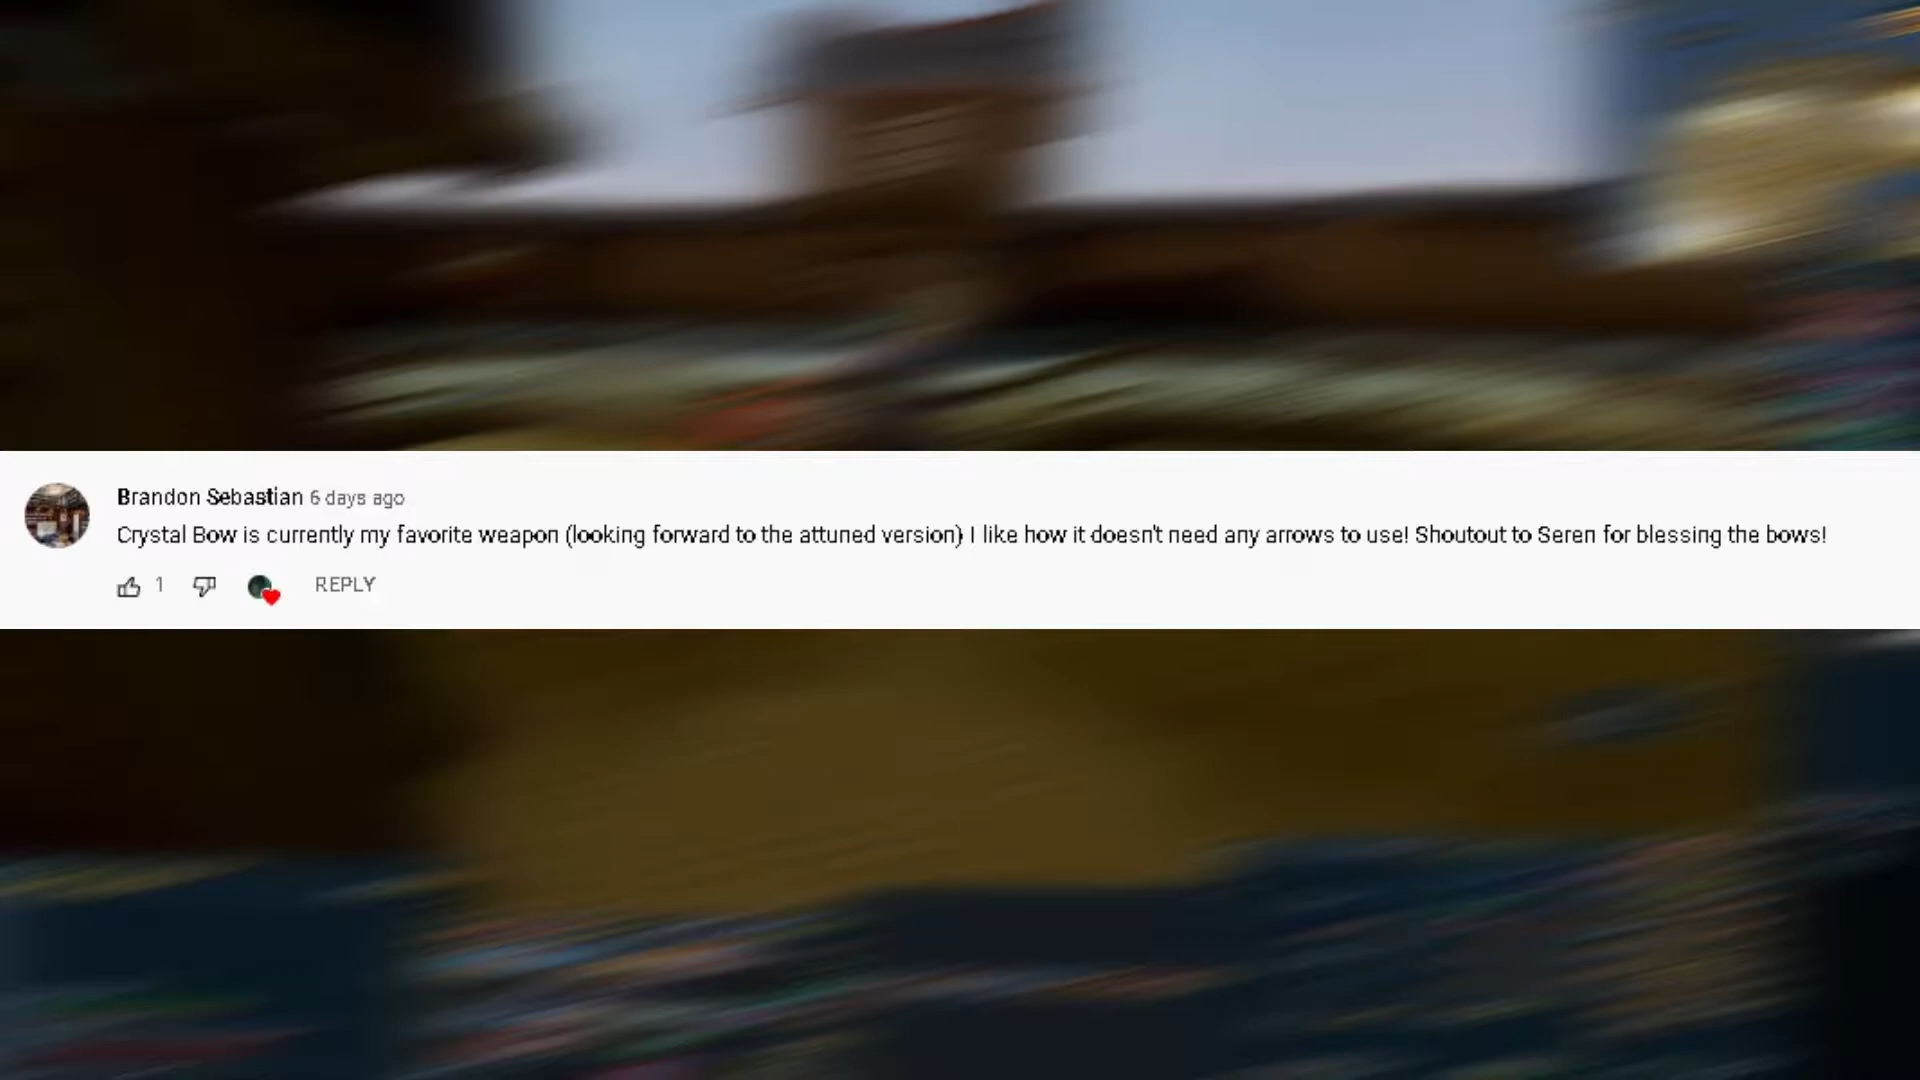 Brandon Sebastian 6 days ago
Crystal Bow is currently my favorite weapon (looking forward to the attuned version) I like how it doesn't need any arrows to use! Shoutout to Seren for blessing the bows!
1 REPLY